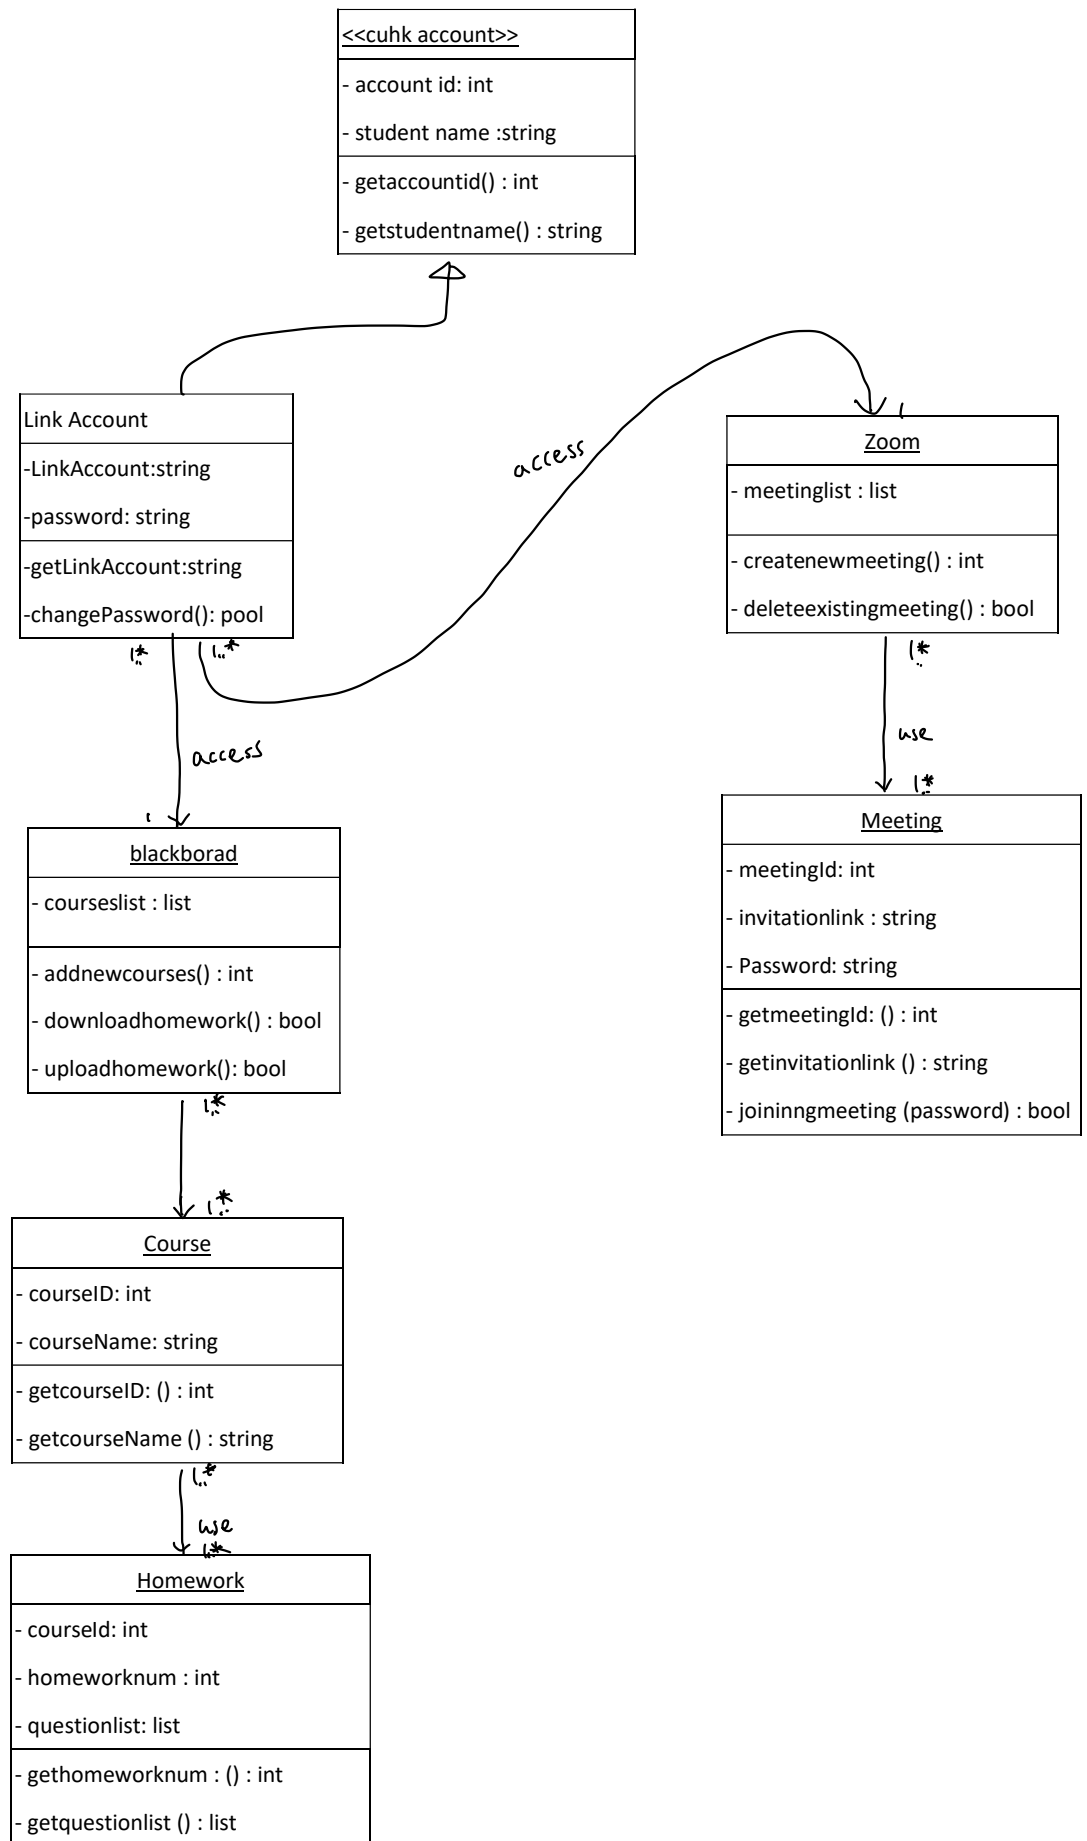 <<cuhk account>>
- account id: int
- student name :string
- getaccountid() : int
- getstudentname() : string
Link Account
-LinkAccount:string
-password: string
-getLinkAccount:string
-changePassword(): pool
1..*
1..*
access
access
1
Zoom
- meetinglist : list
- createnewmeeting() : int
- deleteexistingmeeting() : bool
1..*
use
1..*
Meeting
- meetingId: int
- invitationlink : string
- Password: string
- getmeetingId: () : int
- getinvitationlink () : string
- joininngmeeting (password) : bool
1
blackborad
- courseslist : list
- addnewcourses() : int
- downloadhomework() : bool
- uploadhomework(): bool
1..*
1..*
Course
- courseID: int
- courseName: string
- getcourseID: () : int
- getcourseName () : string
1..*
use
1..*
Homework
- courseId: int
- homeworknum : int
- questionlist: list
- gethomeworknum : () : int
- getquestionlist () : list